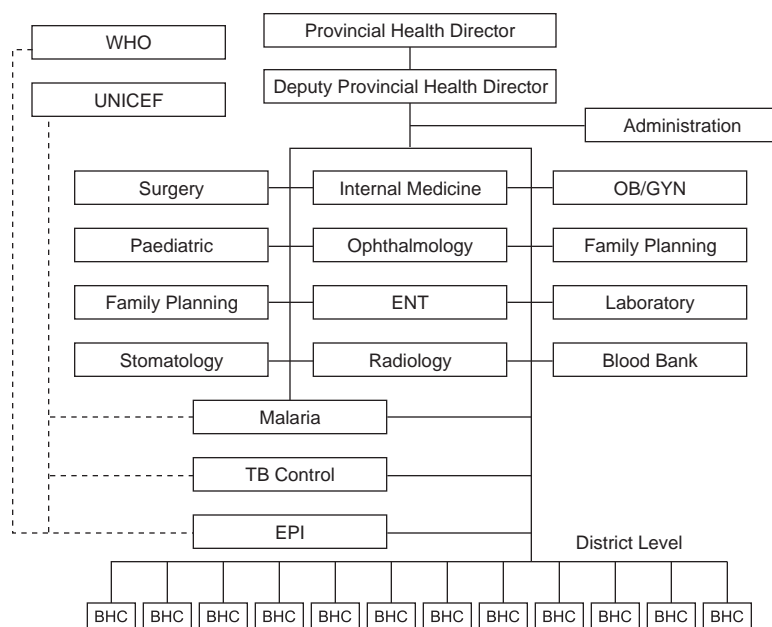 WHO
Provincial Health Director
UNICEF
Deputy Provincial Health Director
Administration
Surgery
Internal Medicine
OB/GYN
Paediatric
Ophthalmology
Family Planning
Family Planning
ENT
Laboratory
Stomatology
Radiology
Blood Bank
Malaria
TB Control
EPI
District Level
BHC
BHC
BHC
BHC
BHC
BHC
BHC
BHC
BHC
BHC
BHC
BHC